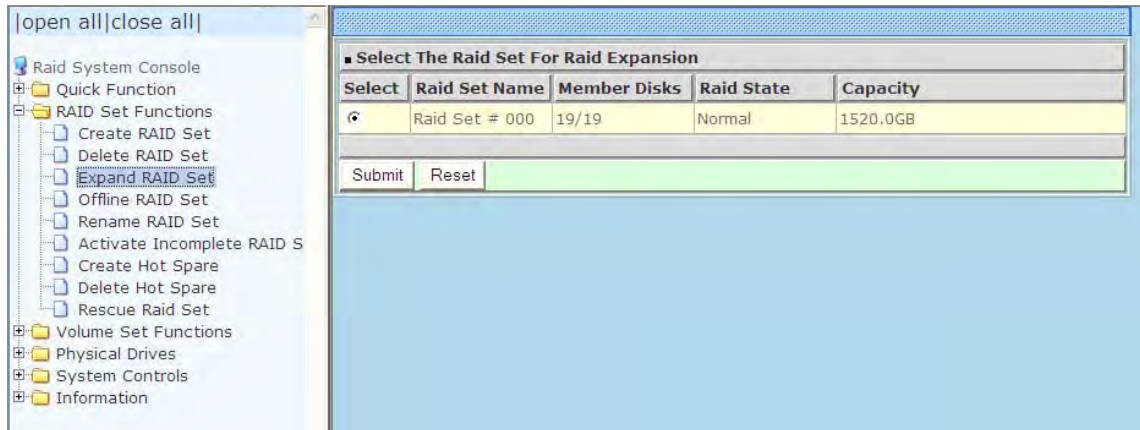 |open all|close all|
Raid System Console
Quick Function
RAID Set Functions
Create RAID Set
Delete RAID Set
Expand RAID Set
Offline RAID Set
Rename RAID Set
Activate Incomplete RAID S
Create Hot Spare
Delete Hot Spare
Rescue Raid Set
Volume Set Functions
Physical Drives
System Controls
Information
Select The Raid Set For Raid Expansion
Select Raid Set Name Member Disks Raid State Capacity
Raid Set # 000 19/19 Normal 1520.0GB
Submit Reset